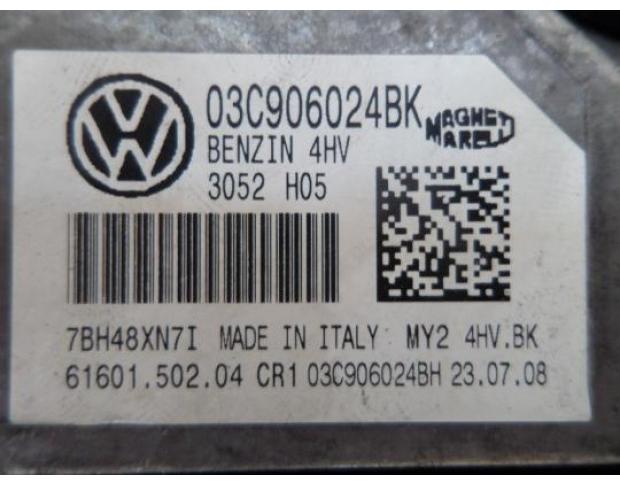 03C906024BK
MAGNETI
MARELLI
BENZIN 4HV
3052 H05
7BH48XN7I MADE IN ITALY MY2 4HV.BK
61601.502.04 CR1 03C906024BH 23.07.08